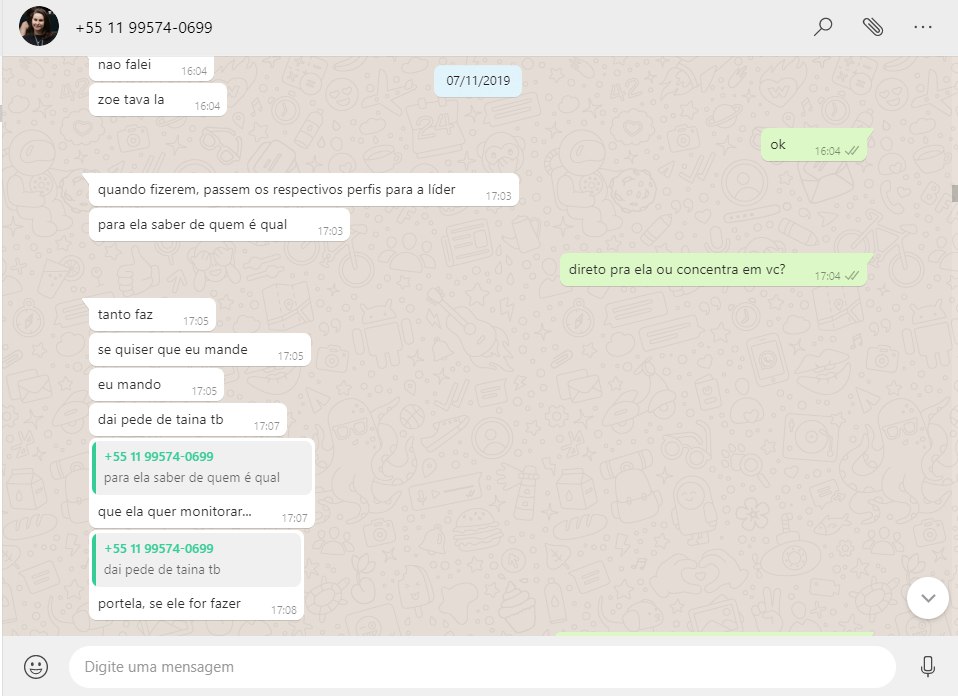 +55 11 99574-0699
nao falei 16:04
07/11/2019
zoe tava la 16:04
ok 16:04
quando fizerem, passem os respectivos perfis para a líder 17:03
para ela saber de quem é qual 17:03
direto pra ela ou concentra em vc? 17:04
tanto faz 17:05
se quiser que eu mande 17:05
eu mando 17:05
dai pede de taina tb 17:07
+55 11 99574-0699
para ela saber de quem é qual
que ela quer monitorar... 17:07
+55 11 99574-0699
dai pede de taina tb
portela, se ele for fazer 17:08
Digite uma mensagem